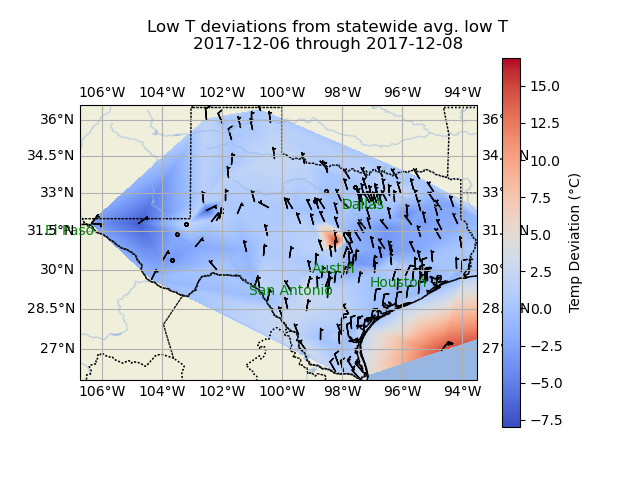 Low T deviations from statewide avg. low T
2017-12-06 through 2017-12-08
106°W 104°W 102°W 100°W 98°W 96°W 94°W
36°N 36°
34.5°N 34. N
33°N 33°
31.5°N 31. N
30°N 30°
28.5°N 28. N
27°N 27°
El Paso
Dallas
Austin
San Antonio
Houston
106°W 104°W 102°W 100°W 98°W 96°W 94°W
15.0
12.5
10.0
7.5
5.0
2.5
0.0
−2.5
−5.0
−7.5
Temp Deviation (°C)